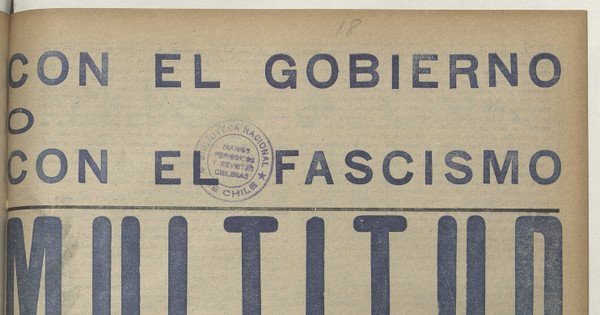 18
CON EL GOBIERNO
O
CON EL FASCISMO
BIBLIOTECA NACIONAL
DIARIOS
PERIODICOS
Y REVISTAS
CHILENAS
★ CHILE ★
MULTITUD